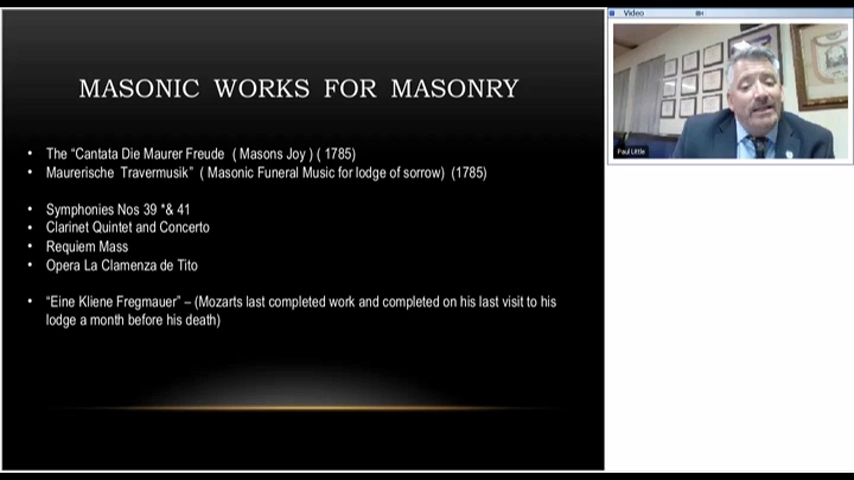 Video
MASONIC WORKS FOR MASONRY
• The “Cantata Die Maurer Freude ( Masons Joy ) ( 1785)
• Maurerische Travermusik” ( Masonic Funeral Music for lodge of sorrow) (1785)
• Symphonies Nos 39 *& 41
• Clarinet Quintet and Concerto
• Requiem Mass
• Opera La Clamenza de Tito
• “Eine Kliene Fregmauer” – (Mozarts last completed work and completed on his last visit to his
lodge a month before his death)
Paul Little